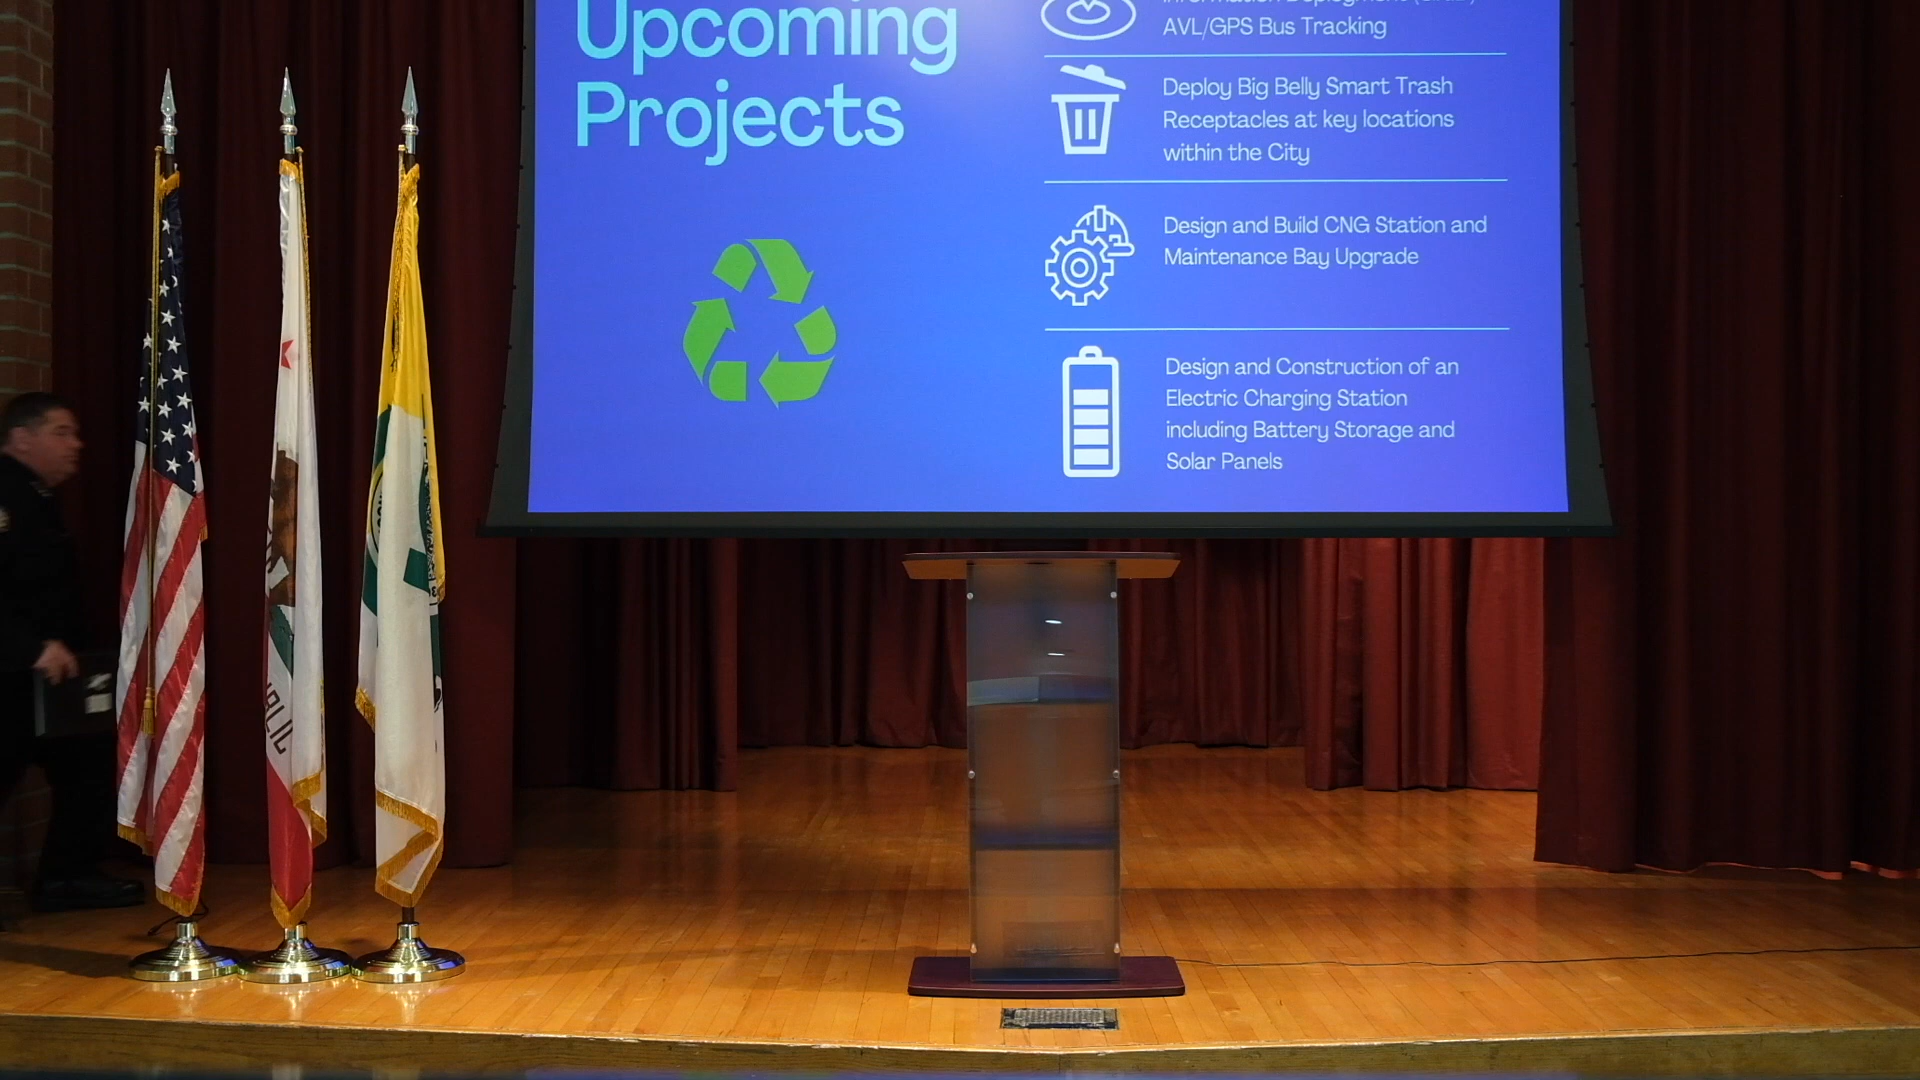 Upcoming
Projects
AVL/GPS Bus Tracking
Deploy Big Belly Smart Trash
Receptacles at key locations
within the City
Design and Build CNG Station and
Maintenance Bay Upgrade
Design and Construction of an
Electric Charging Station
including Battery Storage and
Solar Panels